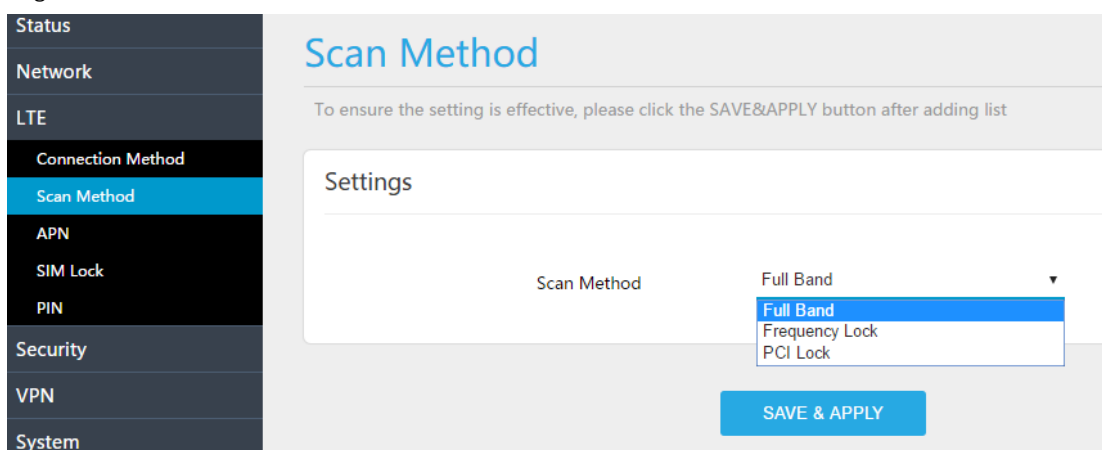 Status
Network
LTE
Connection Method
Scan Method
APN
SIM Lock
PIN
Security
VPN
System
Scan Method
To ensure the setting is effective, please click the SAVE&APPLY button after adding list
Settings
Scan Method
Full Band
Full Band
Frequency Lock
PCI Lock
SAVE & APPLY